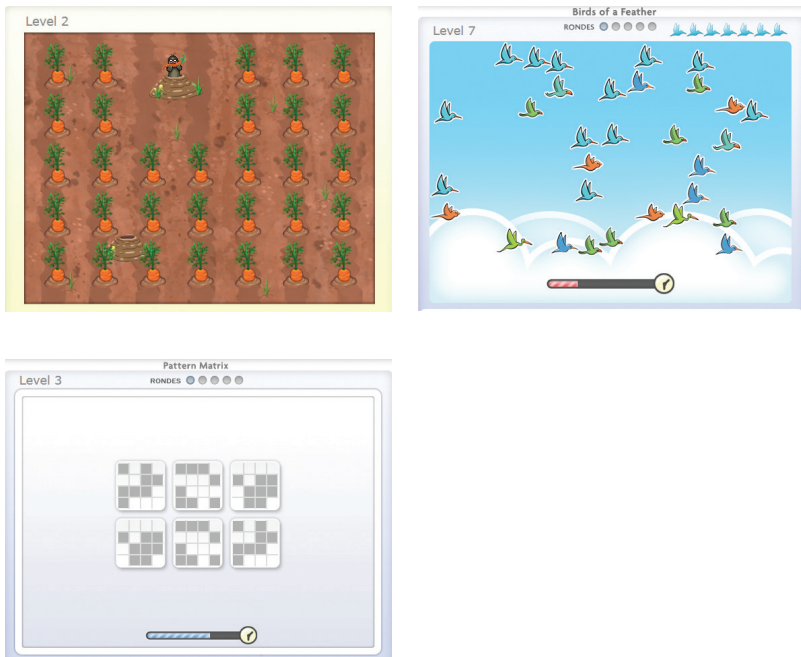 Level 2
Birds of a Feather
Level 7
RONDES
Pattern Matrix
Level 3
RONDES